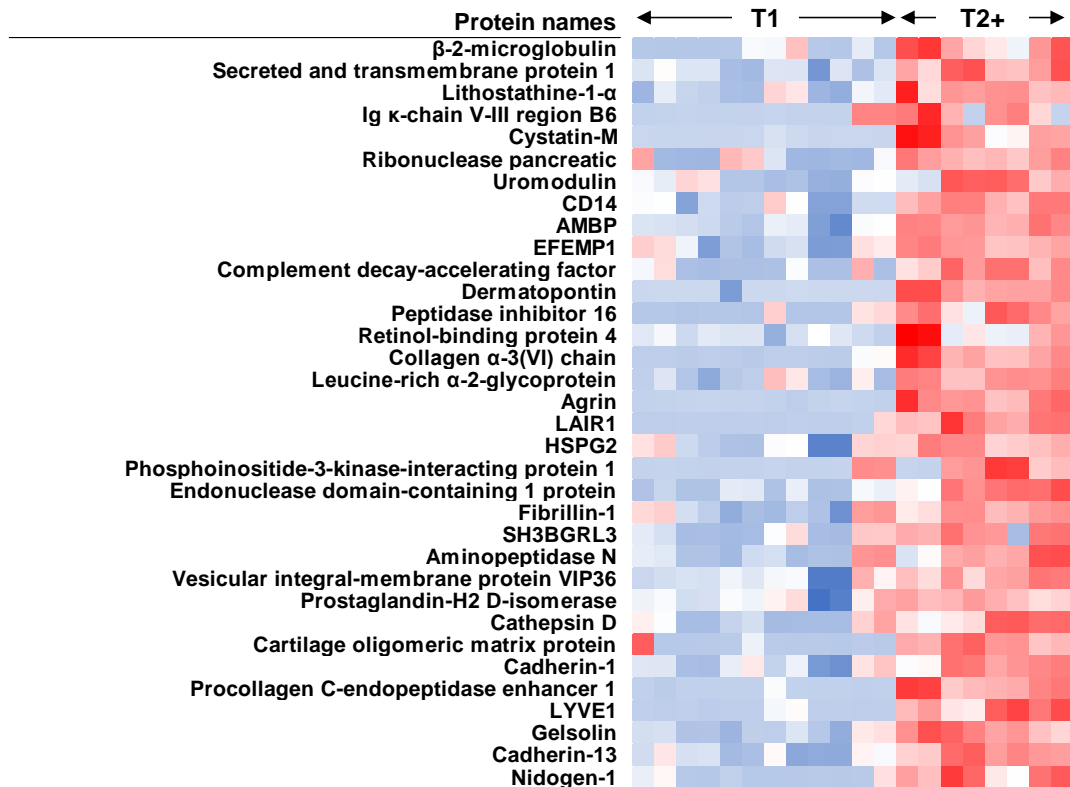 Protein names T1 T2+
β-2-microglobulin
Secreted and transmembrane protein 1
Lithostathine-1-α
Ig κ-chain V-III region B6
Cystatin-M
Ribonuclease pancreatic
Uromodulin
CD14
AMBP
EFEMP1
Complement decay-accelerating factor
Dermatopontin
Peptidase inhibitor 16
Retinol-binding protein 4
Collagen α-3(VI) chain
Leucine-rich α-2-glycoprotein
Agrin
LAIR1
HSPG2
Phosphoinositide-3-kinase-interacting protein 1
Endonuclease domain-containing 1 protein
Fibrillin-1
SH3BGRL3
Aminopeptidase N
Vesicular integral-membrane protein VIP36
Prostaglandin-H2 D-isomerase
Cathepsin D
Cartilage oligomeric matrix protein
Cadherin-1
Procollagen C-endopeptidase enhancer 1
LYVE1
Gelsolin
Cadherin-13
Nidogen-1